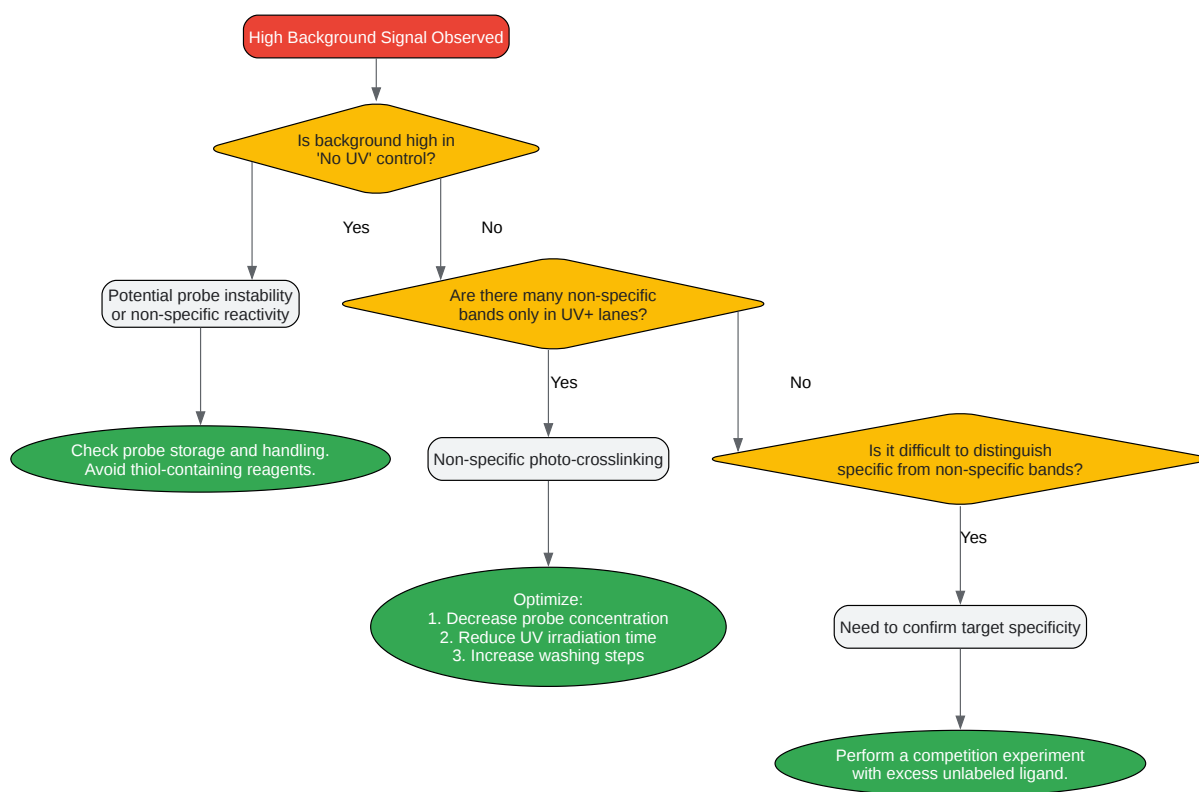 High Background Signal Observed
Is background high in
'No UV' control?
Yes
No
Potential probe instability
or non-specific reactivity
Are there many non-specific
bands only in UV+ lanes?
Yes
No
Check probe storage and handling.
Avoid thiol-containing reagents.
Non-specific photo-crosslinking
Is it difficult to distinguish
specific from non-specific bands?
Yes
Optimize:
1. Decrease probe concentration
2. Reduce UV irradiation time
3. Increase washing steps
Need to confirm target specificity
Perform a competition experiment
with excess unlabeled ligand.